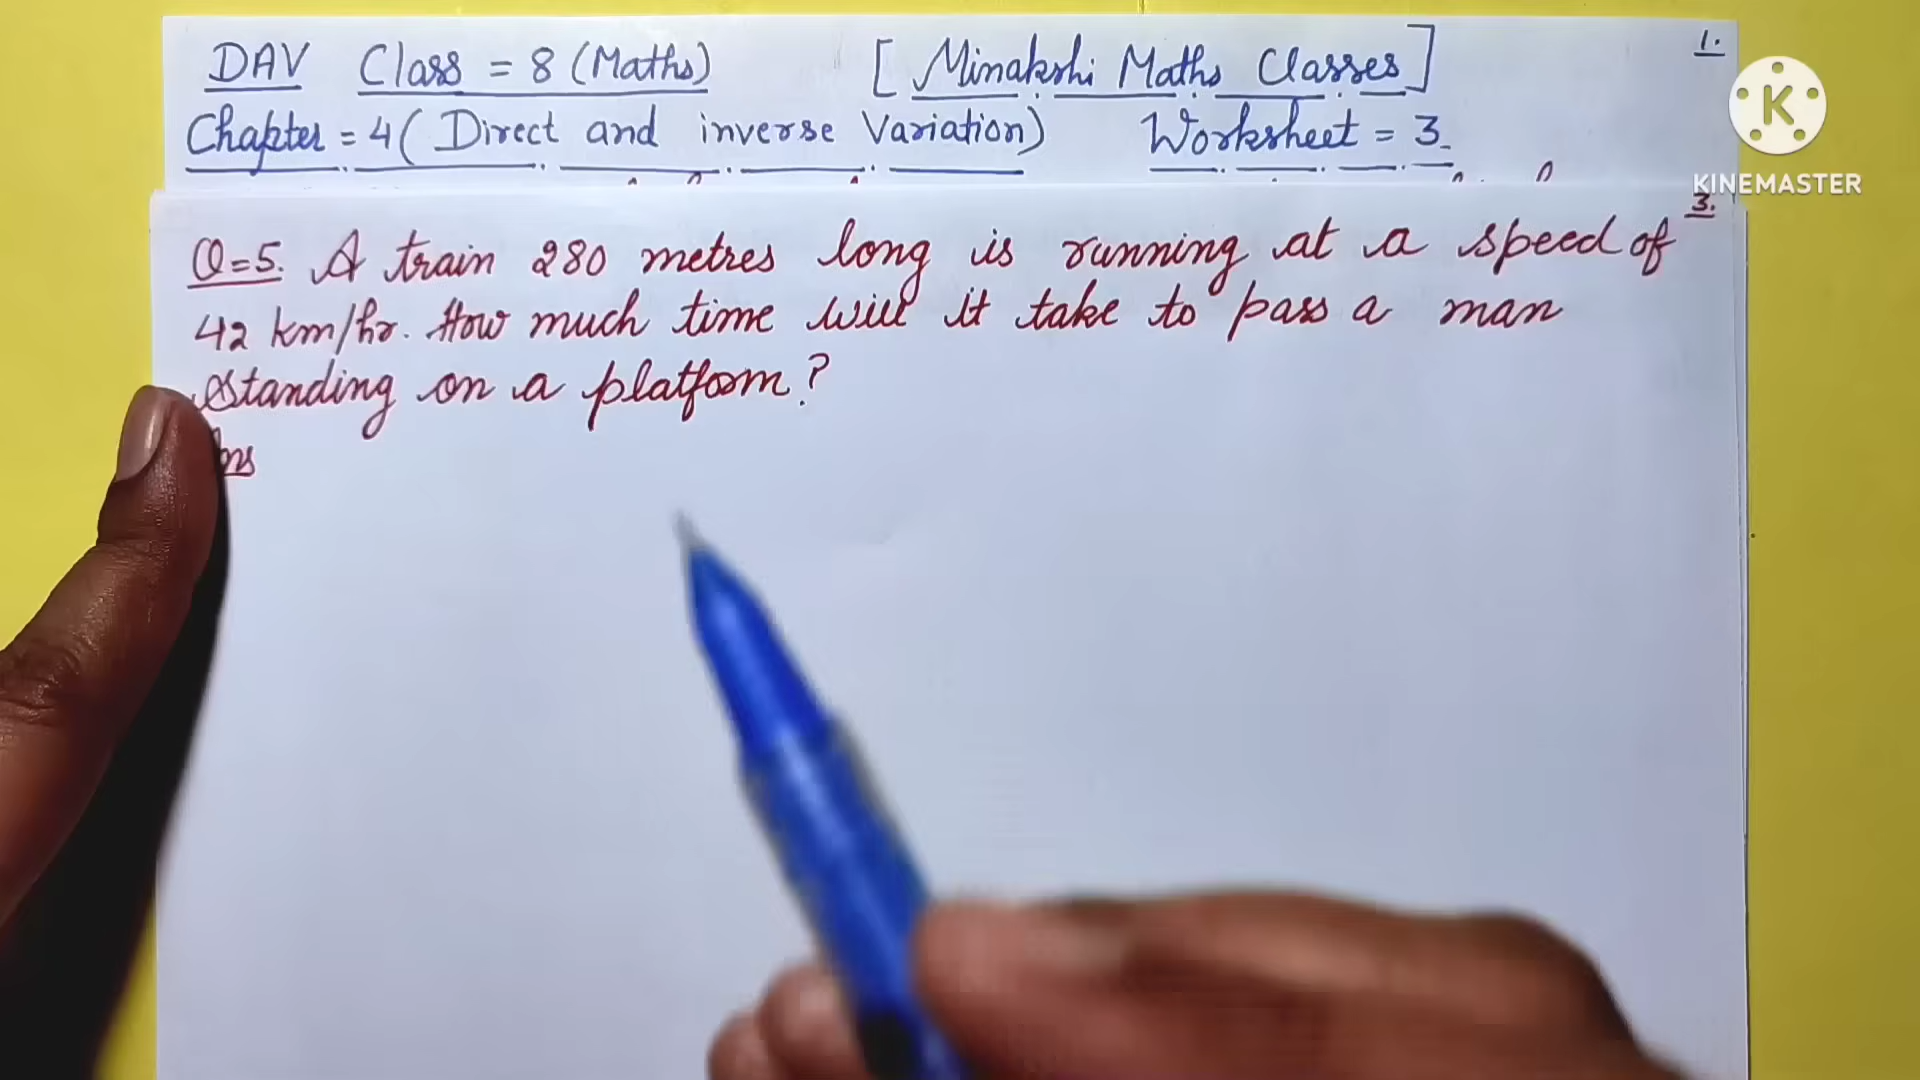 DAV Class = 8 (Maths) [Minakshi Maths Classes] 1.
Chapter = 4 (Direct and inverse Variation) Worksheet = 3
KINEMASTER
3.
Q=5. A train 280 metres long is running at a speed of
42 km/hr. How much time will it take to pass a man
Standing on a platform?
Ans